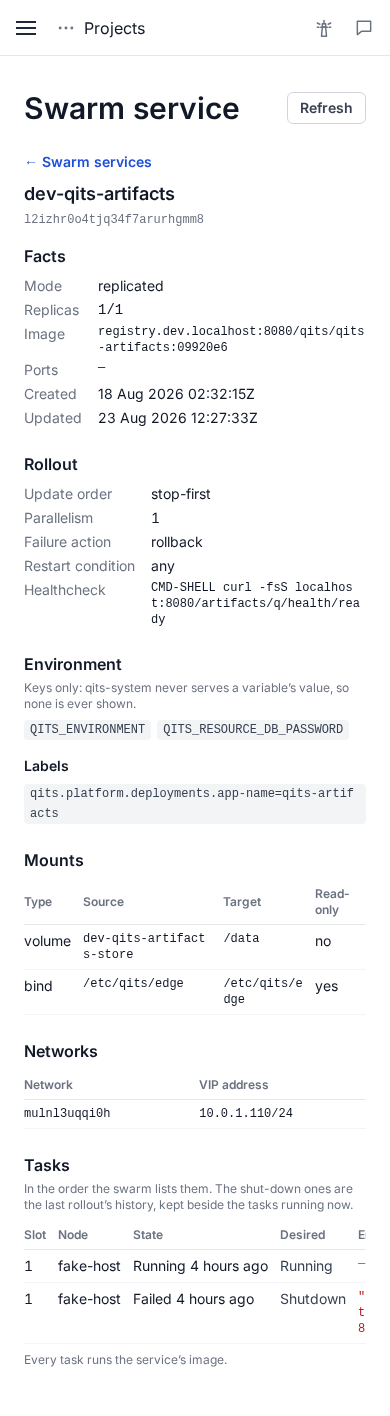 ··· Projects
Swarm service
Refresh
← Swarm services
dev-qits-artifacts
l2izhr0o4tjq34f7arurhgmm8
Facts
Mode replicated
Replicas 1/1
Image registry.dev.localhost:8080/qits/qits
-artifacts:09920e6
Ports —
Created 18 Aug 2026 02:32:15Z
Updated 23 Aug 2026 12:27:33Z
Rollout
Update order stop-first
Parallelism 1
Failure action rollback
Restart condition any
Healthcheck CMD-SHELL curl -fsS localhos
t:8080/artifacts/q/health/rea
dy
Environment
Keys only: qits-system never serves a variable’s value, so
none is ever shown.
QITS_ENVIRONMENT QITS_RESOURCE_DB_PASSWORD
Labels
qits.platform.deployments.app-name=qits-artif
acts
Mounts
Type Source Target Read-
only
volume dev-qits-artifact /data no
s-store
bind /etc/qits/edge /etc/qits/e yes
dge
Networks
Network VIP address
mulnl3uqqi0h 10.0.1.110/24
Tasks
In the order the swarm lists them. The shut-down ones are
the last rollout’s history, kept beside the tasks running now.
Slot Node State Desired
1 fake-host Running 4 hours ago Running —
1 fake-host Failed 4 hours ago Shutdown "
t
8
Every task runs the service’s image.